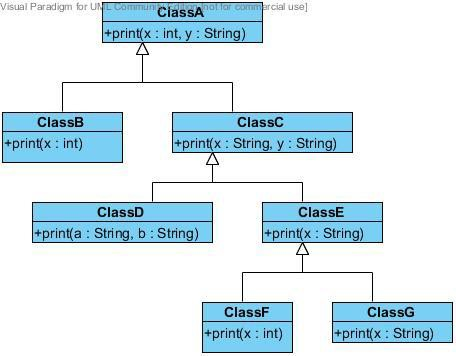 Visual Paradigm for UML Community Edition [not for commercial use]
ClassA
+print(x : int, y : String)
ClassB
+print(x : int)
ClassC
+print(x : String, y : String)
ClassD
+print(a : String, b : String)
ClassE
+print(x : String)
ClassF
+print(x : int)
ClassG
+print(x : String)